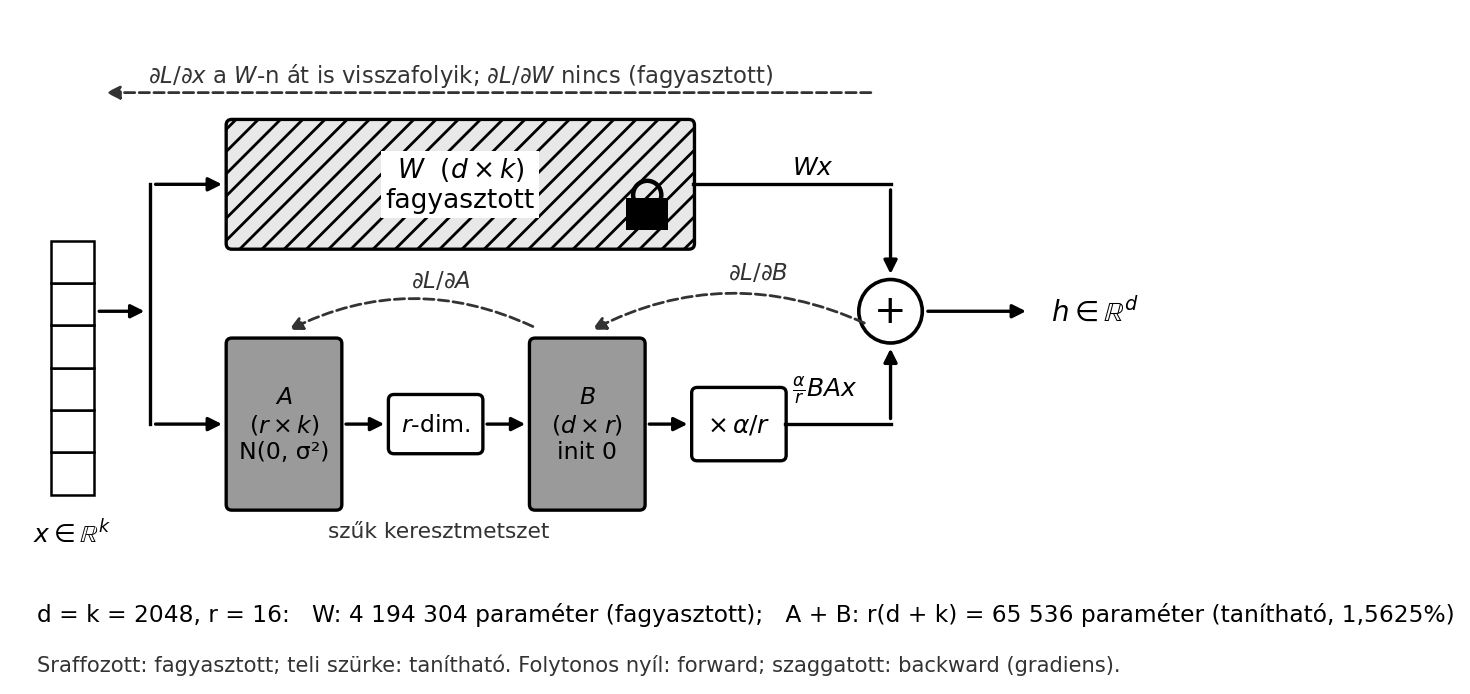 ∂L/∂x a W-n át is visszafolyik; ∂L/∂W nincs (fagyasztott)
W (d × k)
fagyasztott
Wx
∂L/∂A
∂L/∂B
+
h ∈ ℝ^d
A
(r × k)
N(0, σ²)
r-dim.
B
(d × r)
init 0
× α/r
α/r BAx
x ∈ ℝ^k
szűk keresztmetszet
d = k = 2048, r = 16: W: 4 194 304 paraméter (fagyasztott); A + B: r(d + k) = 65 536 paraméter (tanítható, 1,5625%)
Sraffozott: fagyasztott; teli szürke: tanítható. Folytonos nyíl: forward; szaggatott: backward (gradiens).